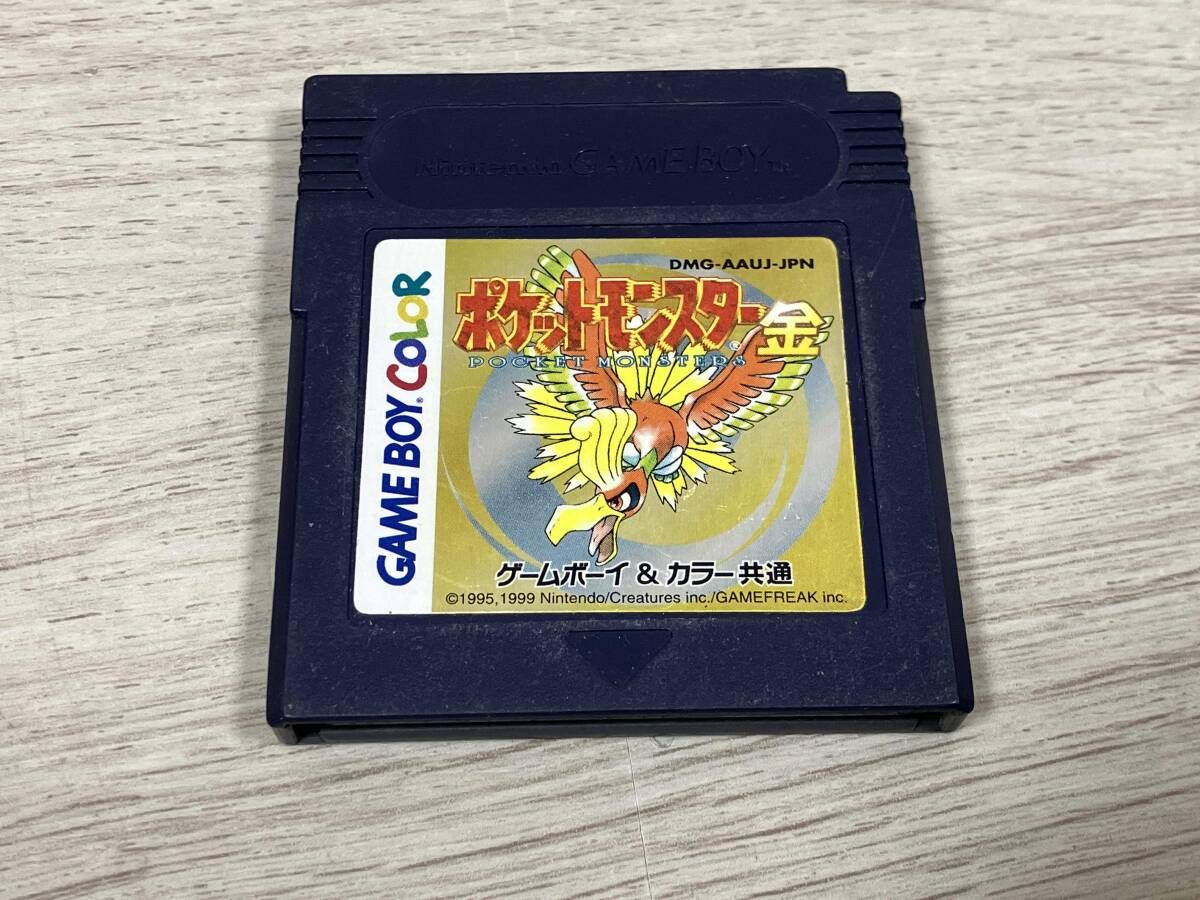 Nintendo GAME BOY TM
DMG-AAUJ-JPN
ポケットモンスター金
POCKET MONSTERS
GAME BOY® COLOR
ゲームボーイ & カラー共通
©1995,1999 Nintendo/Creatures inc./GAMEFREAK inc.